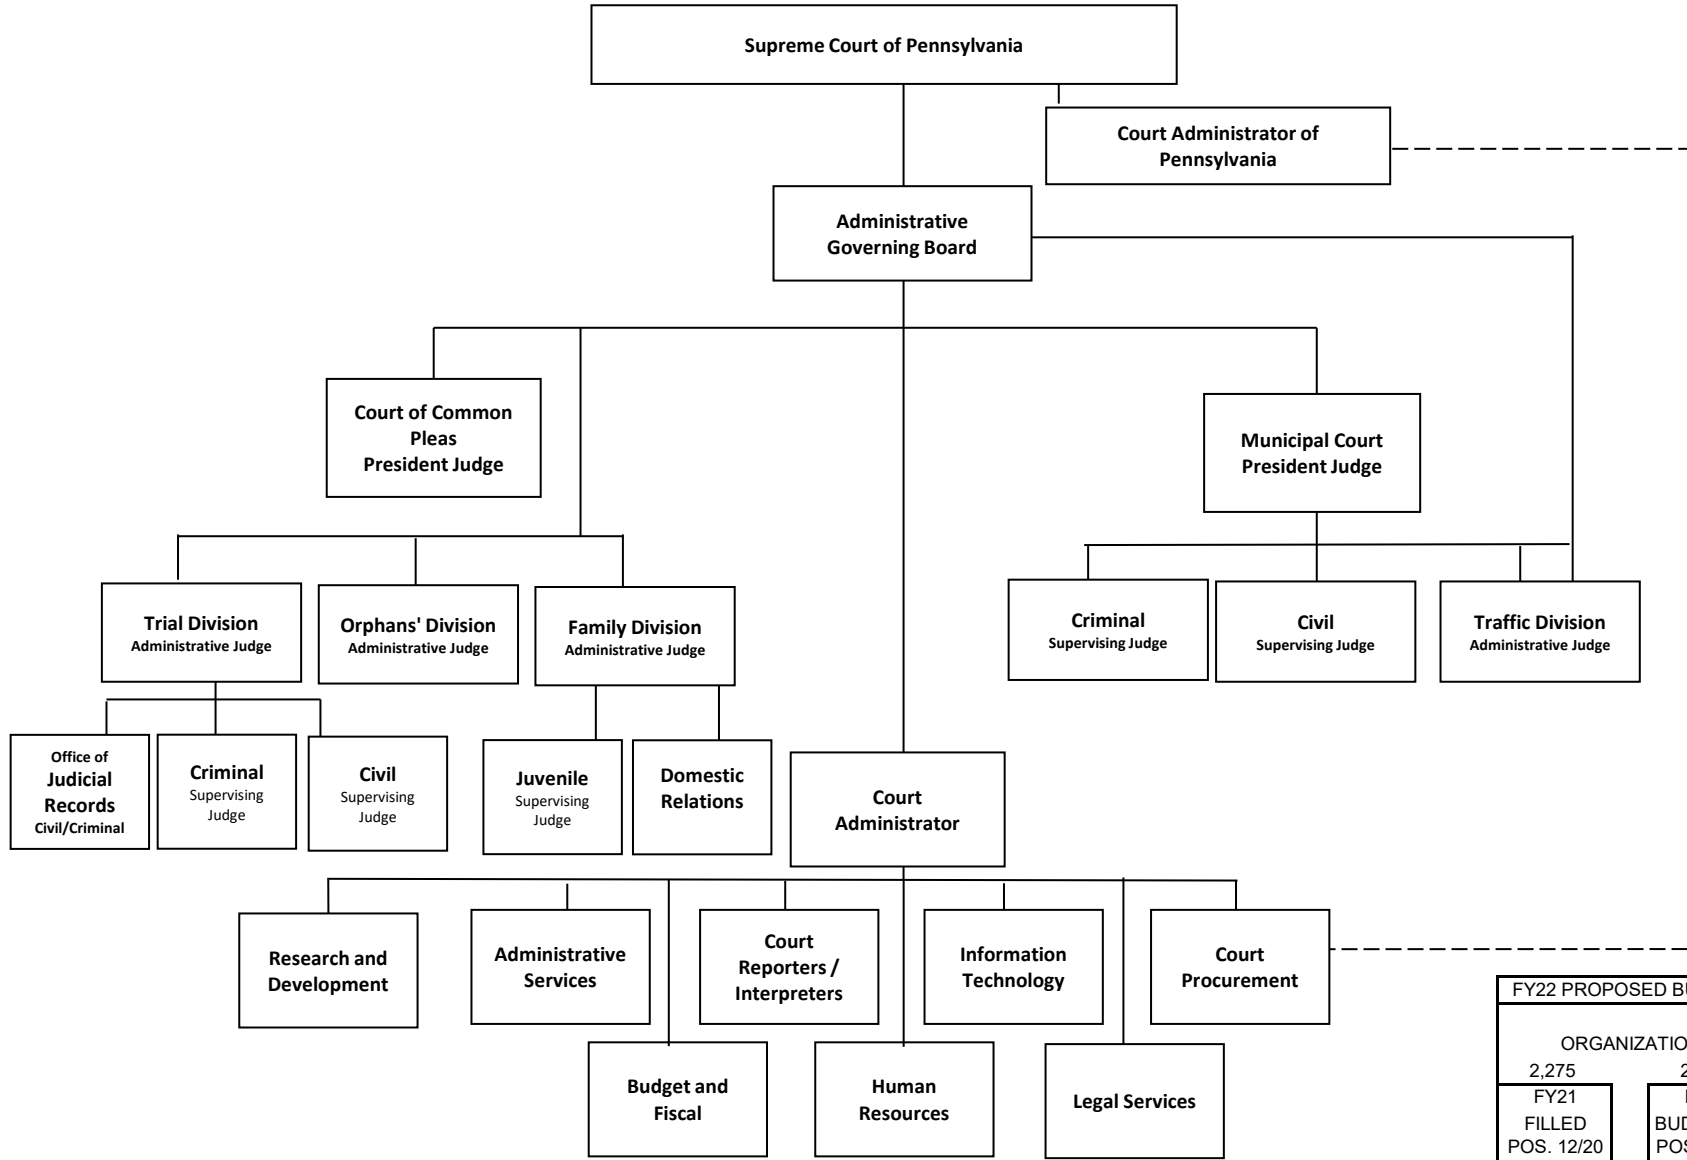 Supreme Court of Pennsylvania
Court Administrator of
Pennsylvania
Administrative
Governing Board
Court of Common
Pleas
President Judge
Municipal Court
President Judge
Trial Division
Administrative Judge
Orphans' Division
Administrative Judge
Family Division
Administrative Judge
Criminal
Supervising Judge
Civil
Supervising Judge
Traffic Division
Administrative Judge
Office of
Judicial
Records
Civil/Criminal
Criminal
Supervising
Judge
Civil
Supervising
Judge
Juvenile
Supervising
Judge
Domestic
Relations
Court
Administrator
Research and
Development
Administrative
Services
Court
Reporters /
Interpreters
Information
Technology
Court
Procurement
Budget and
Fiscal
Human
Resources
Legal Services
FY22 PROPOSED
2,275
FY21
FILLED
POS. 12/20